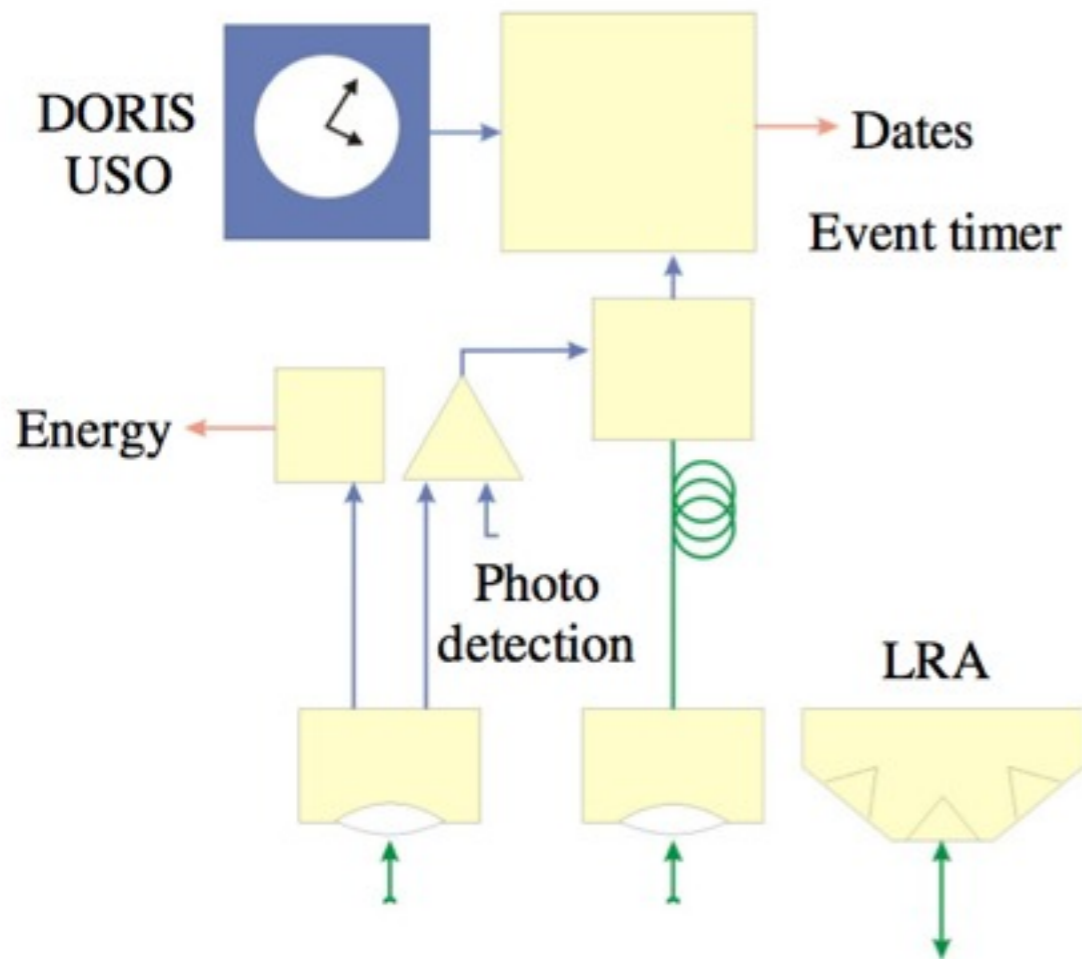 DORIS
USO
Dates
Event timer
Energy
Photo
detection
LRA